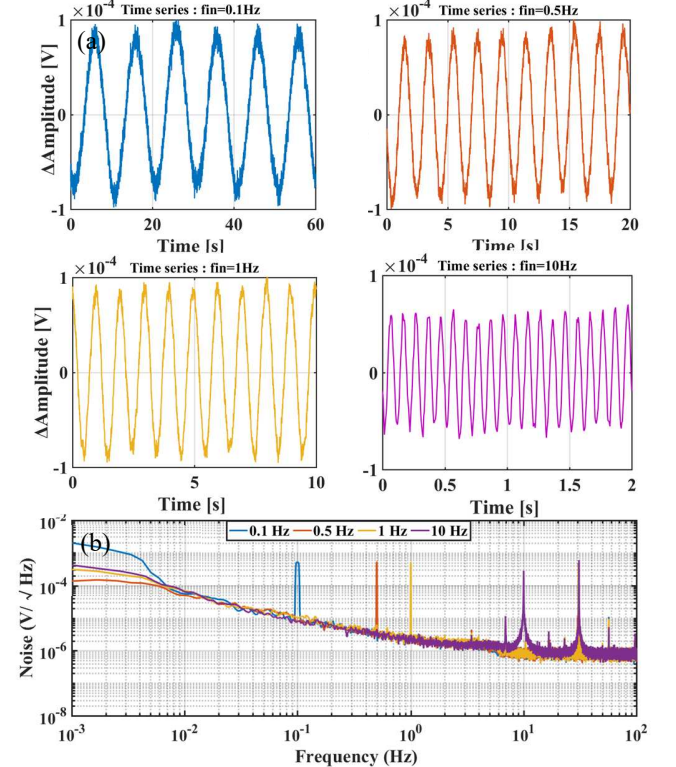 ×10⁻⁴ Time series : fin=0.1Hz
(a)
ΔAmplitude [V]
1
0
-1
0 20 40 60
Time [s]
×10⁻⁴ Time series : fin=0.5Hz
1
0
-1
0 5 10 15 20
Time [s]
×10⁻⁴ Time series : fin=1Hz
ΔAmplitude [V]
1
0
-1
0 5 10
Time [s]
×10⁻⁴ Time series : fin=10Hz
1
0
-1
0 0.5 1 1.5 2
Time [s]
(b)
0.1 Hz 0.5 Hz 1 Hz 10 Hz
Noise (V/√Hz)
10⁻²
10⁻⁴
10⁻⁶
10⁻⁸
10⁻³ 10⁻² 10⁻¹ 10⁰ 10¹ 10²
Frequency (Hz)